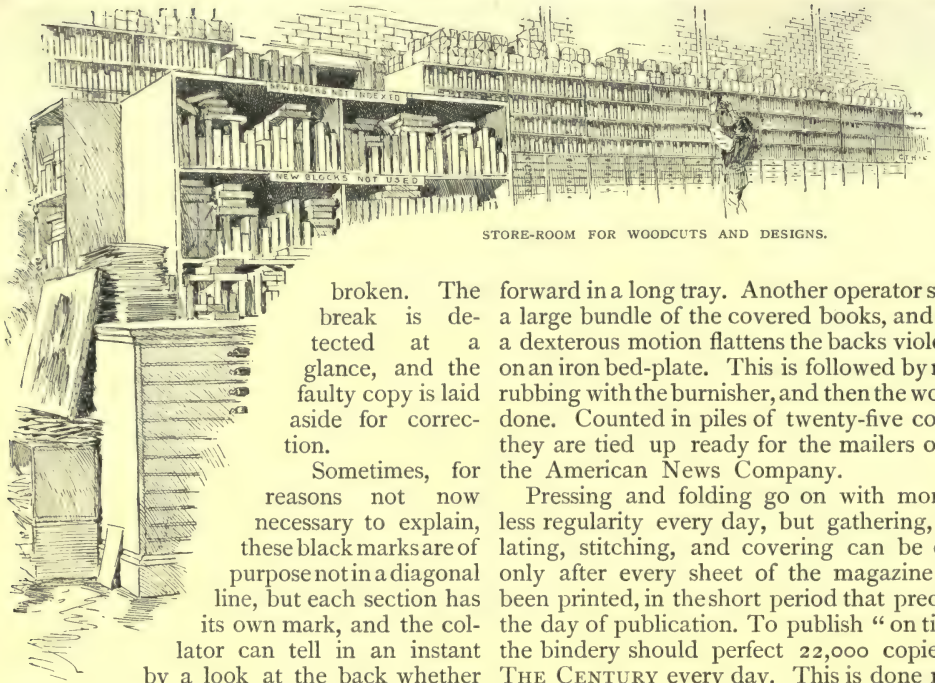 NEW BLOCKS NOT INDEXED
NEW BLOCKS NOT USED
STORE-ROOM FOR WOODCUTS AND DESIGNS.
broken. The
break is de-
tected at a
glance, and the
faulty copy is laid
aside for correc-
tion.
Sometimes, for
reasons not now
necessary to explain,
these black marks are of
purpose not in a diagonal
line, but each section has
its own mark, and the col-
lator can tell in an instant
by a look at the back whether
forward in a long tray. Another operator s
a large bundle of the covered books, and
a dexterous motion flattens the backs viol
on an iron bed-plate. This is followed by
rubbing with the burnisher, and then the wo
done. Counted in piles of twenty-five co
they are tied up ready for the mailers o
the American News Company.
Pressing and folding go on with mor
less regularity every day, but gathering,
lating, stitching, and covering can be
only after every sheet of the magazine
been printed, in the short period that prec
the day of publication. To publish “ on ti
the bindery should perfect 22,000 copie
THE CENTURY every day. This is done